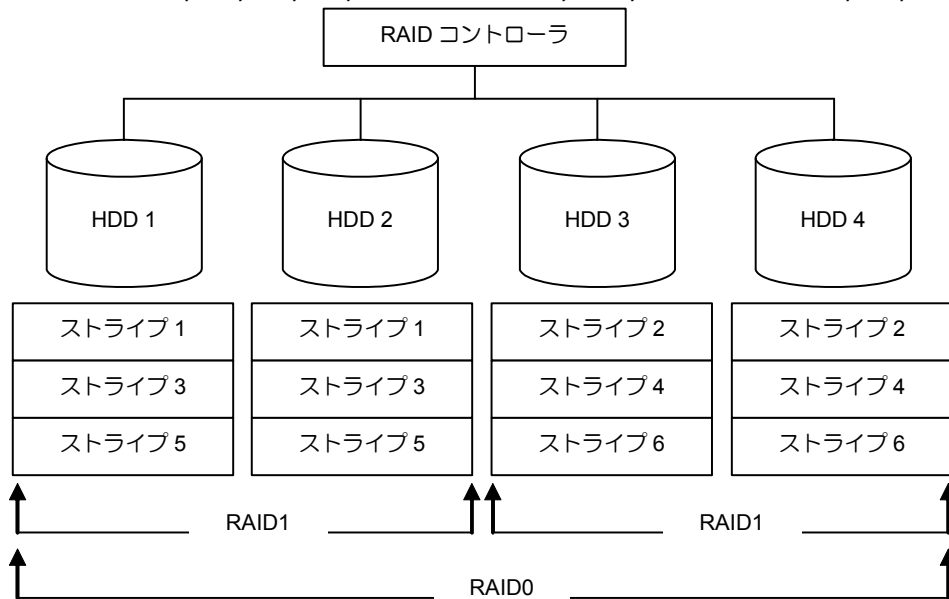 RAID コントローラ
HDD 1 HDD 2 HDD 3 HDD 4
ストライプ 1 ストライプ 1 ストライプ 2 ストライプ 2
ストライプ 3 ストライプ 3 ストライプ 4 ストライプ 4
ストライプ 5 ストライプ 5 ストライプ 6 ストライプ 6
RAID1 RAID1
RAID0